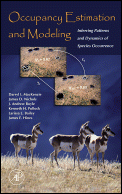 Occupancy Estimation
and Modeling
Inferring Patterns
and Dynamics of
Species Occurrence
Darryl I. MacKenzie
James D. Nichols
J. Andrew Royle
Kenneth H. Pollock
Larissa L. Bailey
James E. Hines